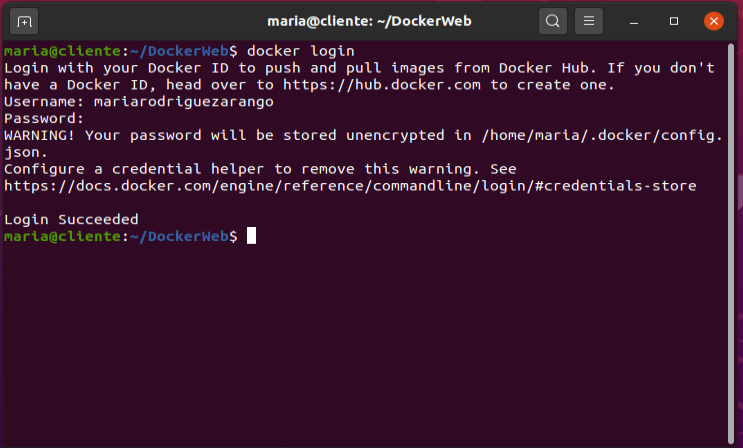 maria@cliente: ~/DockerWeb
maria@cliente:~/DockerWeb$ docker login
Login with your Docker ID to push and pull images from Docker Hub. If you don't
have a Docker ID, head over to https://hub.docker.com to create one.
Username: mariarodriguezarango
Password:
WARNING! Your password will be stored unencrypted in /home/maria/.docker/config.
json.
Configure a credential helper to remove this warning. See
https://docs.docker.com/engine/reference/commandline/login/#credentials-store
Login Succeeded
maria@cliente:~/DockerWeb$